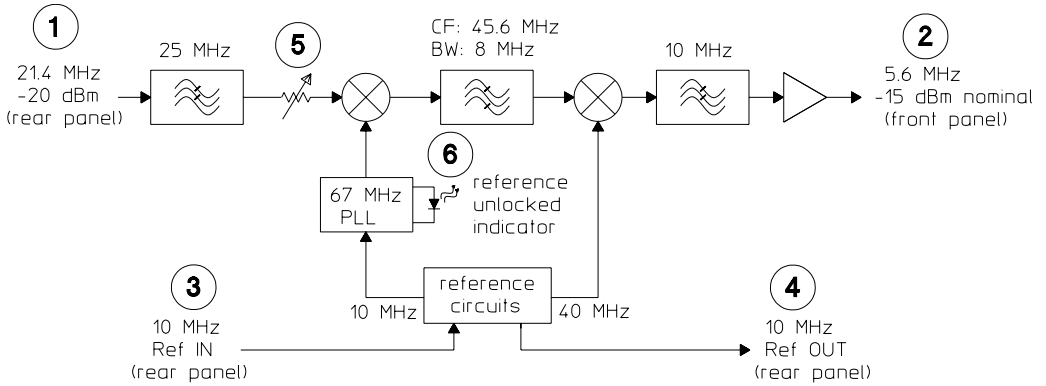 1
21.4 MHz
-20 dBm
(rear panel)
25 MHz
5
CF: 45.6 MHz
BW: 8 MHz
10 MHz
2
5.6 MHz
-15 dBm nominal
(front panel)
67 MHz
PLL
6
reference
unlocked
indicator
3
10 MHz
Ref IN
(rear panel)
10 MHz
reference
circuits
40 MHz
4
10 MHz
Ref OUT
(rear panel)